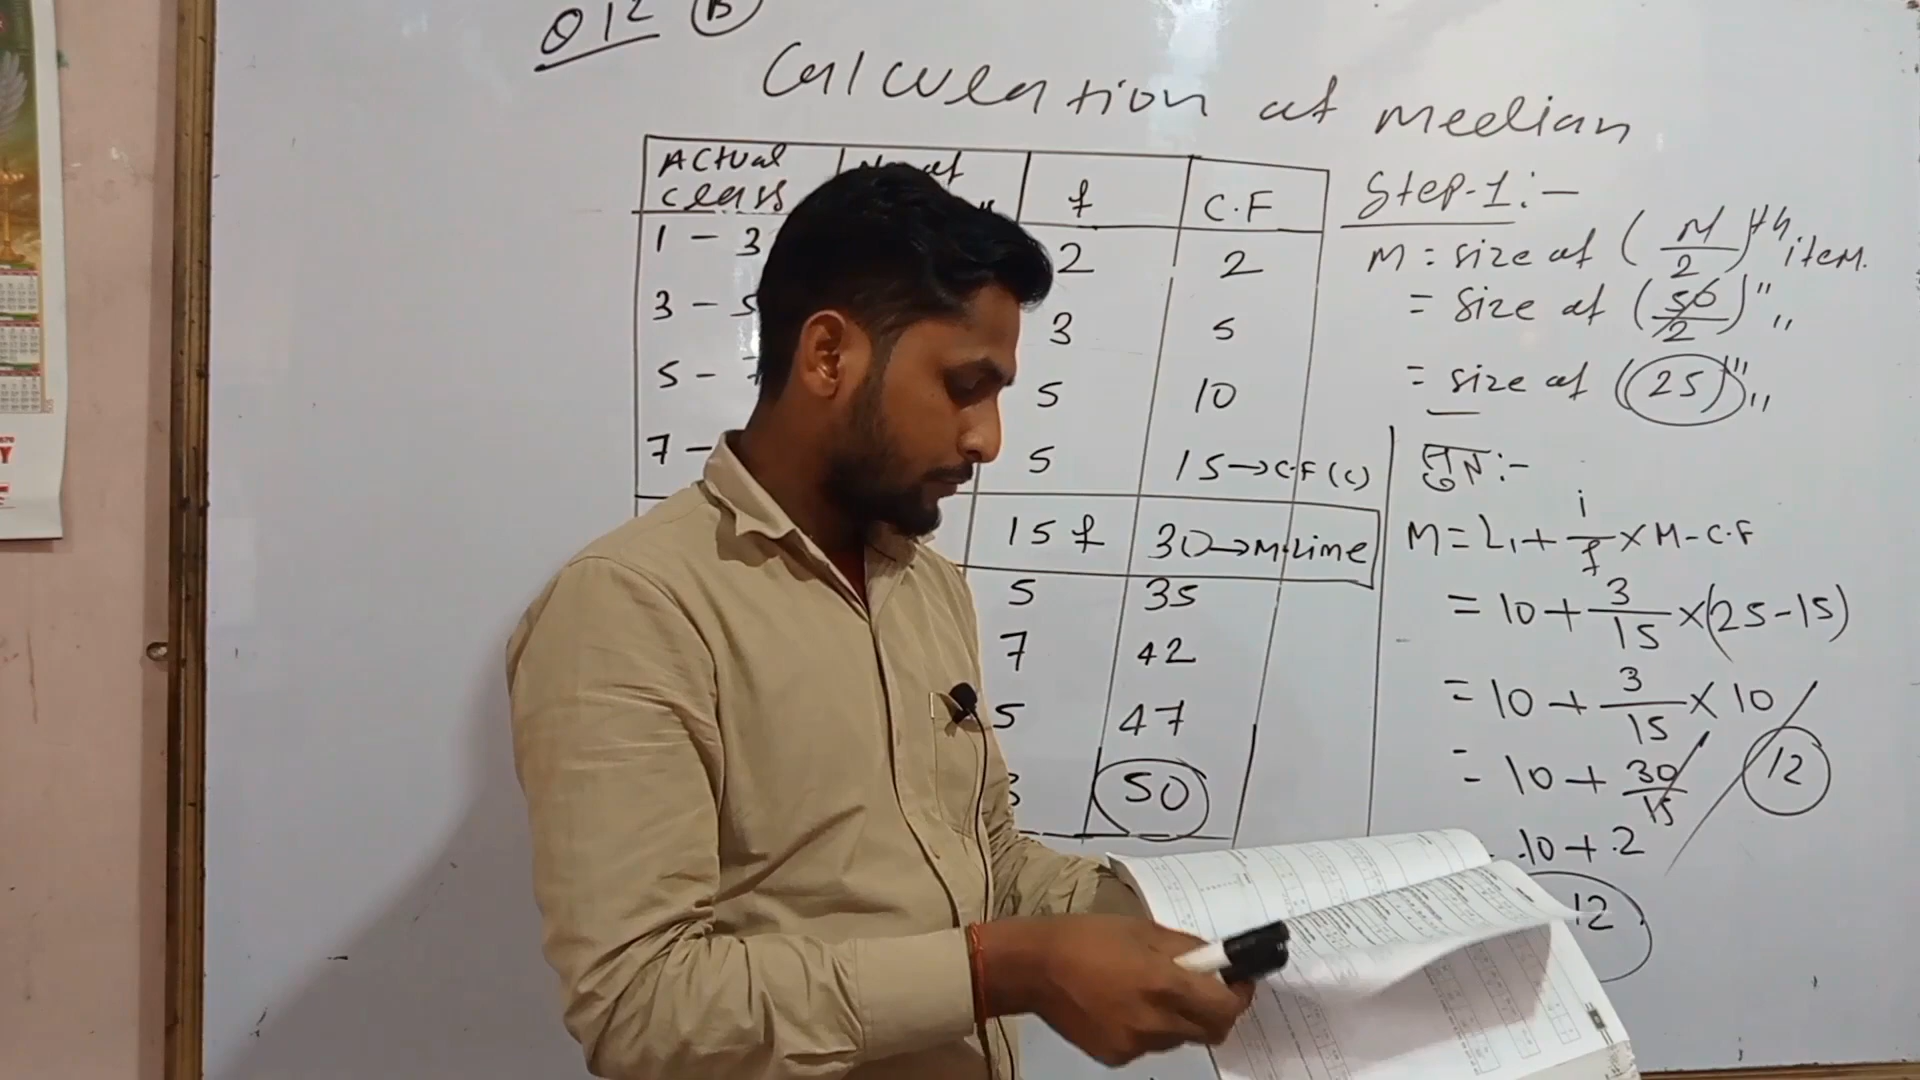 Q12 (B)
Calculation of median
Actual class f C.F
1 - 3 2 2
3 - 5 3 5
5 - 7 5 10
7 - 5 15→C.F (C)
15 f 30→M.Line
5 35
7 42
5 47
3 50
Step-1:-
M = size of (N/2)th item.
= size of (50/2)" "
= size of (25)" "
सुत्र:-
M = L₁ + i/f × M-C.F
= 10 + 3/15 × (25-15)
= 10 + 3/15 × 10
= 10 + 30/15 12
10 + 2
12